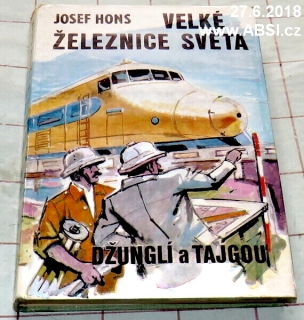 27.6.2018
www.ABSI.cz
JOSEF HONS VELKÉ
ŽELEZNICE SVĚTA
DŽUNGLÍ a TAJGOU